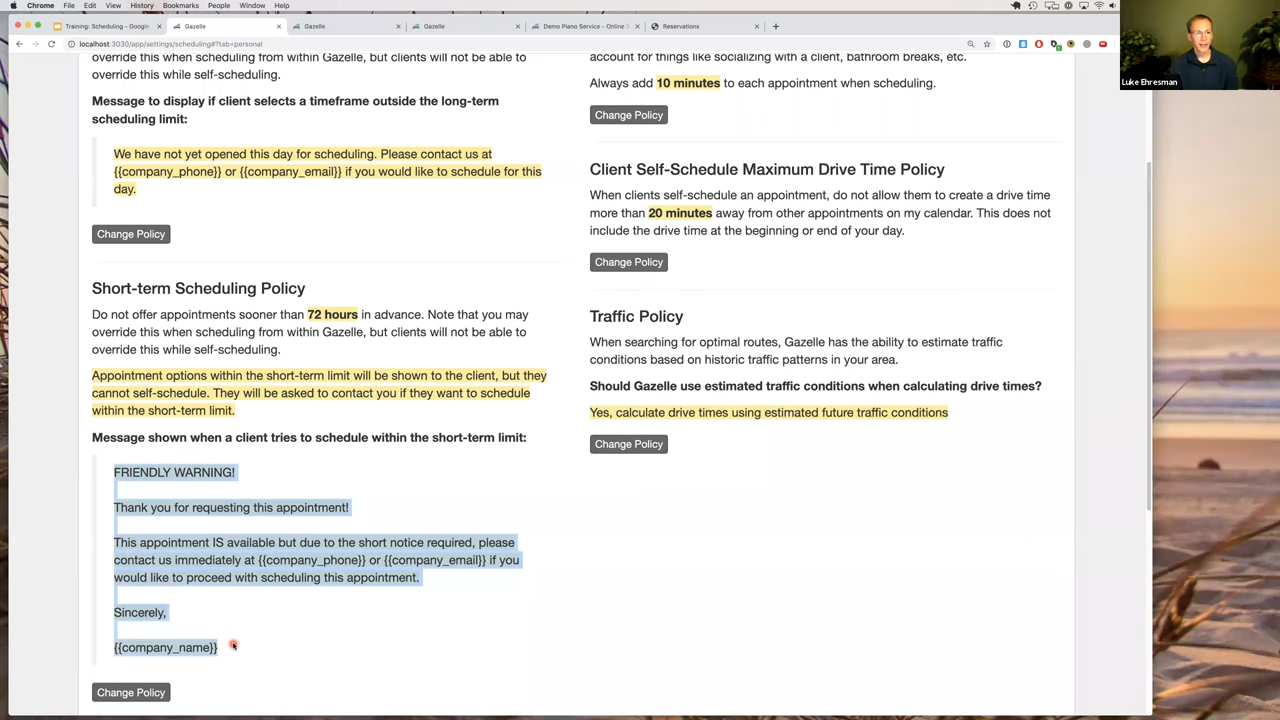 Chrome File Edit View History Bookmarks People Window Help
Training: Scheduling - Google
Gazelle
Gazelle
Gazelle
Demo Piano Service - Online S
Reservations
localhost:3030/app/settings/scheduling#?tab=personal
override this when scheduling from within Gazelle, but clients will not be able to
override this while self-scheduling.
Message to display if client selects a timeframe outside the long-term
scheduling limit:
We have not yet opened this day for scheduling. Please contact us at
{{company_phone}} or {{company_email}} if you would like to schedule for this
day.
Change Policy
Short-term Scheduling Policy
Do not offer appointments sooner than 72 hours in advance. Note that you may
override this when scheduling from within Gazelle, but clients will not be able to
override this while self-scheduling.
Appointment options within the short-term limit will be shown to the client, but they
cannot self-schedule. They will be asked to contact you if they want to schedule
within the short-term limit.
Message shown when a client tries to schedule within the short-term limit:
FRIENDLY WARNING!
Thank you for requesting this appointment!
This appointment IS available but due to the short notice required, please
contact us immediately at {{company_phone}} or {{company_email}} if you
would like to proceed with scheduling this appointment.
Sincerely,
{{company_name}}
Change Policy
account for things like socializing with a client, bathroom breaks, etc.
Always add 10 minutes to each appointment when scheduling.
Change Policy
Client Self-Schedule Maximum Drive Time Policy
When clients self-schedule an appointment, do not allow them to create a drive time
more than 20 minutes away from other appointments on my calendar. This does not
include the drive time at the beginning or end of your day.
Change Policy
Traffic Policy
When searching for optimal routes, Gazelle has the ability to estimate traffic
conditions based on historic traffic patterns in your area.
Should Gazelle use estimated traffic conditions when calculating drive times?
Yes, calculate drive times using estimated future traffic conditions
Change Policy
Luke Ehresman